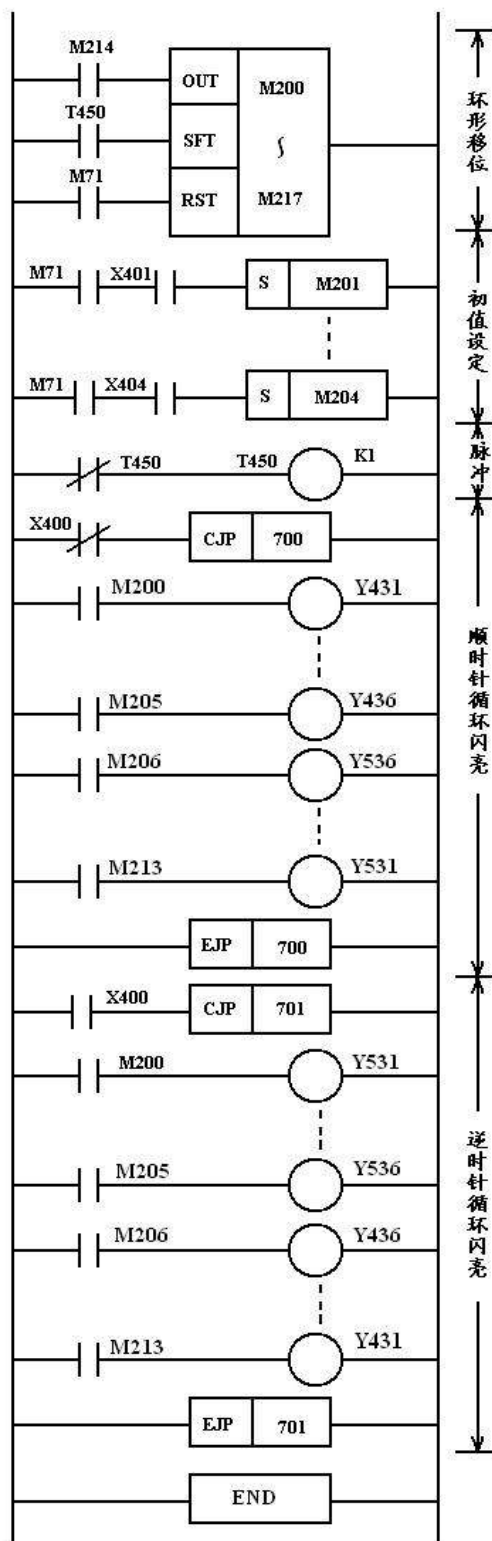 M214
OUT
M200
T450
SFT
∫
M71
RST
M217
环形移位
M71 X401
S M201
初值设定
M71 X404
S M204
T450 T450 K1
脉冲
X400
CJP 700
M200 Y431
M205 Y436
M206 Y536
M213 Y531
EJP 700
顺时针循环闪亮
X400
CJP 701
M200 Y531
M205 Y536
M206 Y436
M213 Y431
EJP 701
逆时针循环闪亮
END